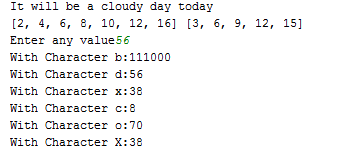 It will be a cloudy day today
[2, 4, 6, 8, 10, 12, 16] [3, 6, 9, 12, 15]
Enter any value56
With Character b:111000
With Character d:56
With Character x:38
With Character c:8
With Character o:70
With Character X:38